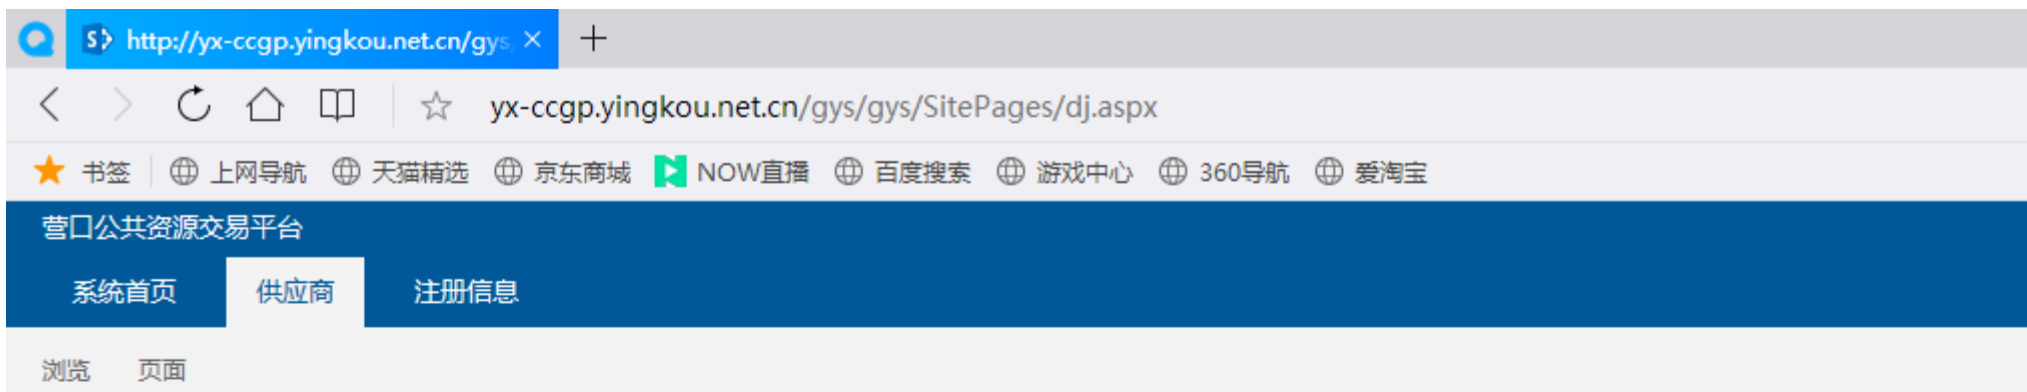 http://yx-ccgp.yingkou.net.cn/gys
yx-ccgp.yingkou.net.cn/gys/gys/SitePages/dj.aspx
书签 上网导航 天猫精选 京东商城 NOW直播 百度搜索 游戏中心 360导航 爱淘宝
营口公共资源交易平台
系统首页 供应商 注册信息
浏览 页面